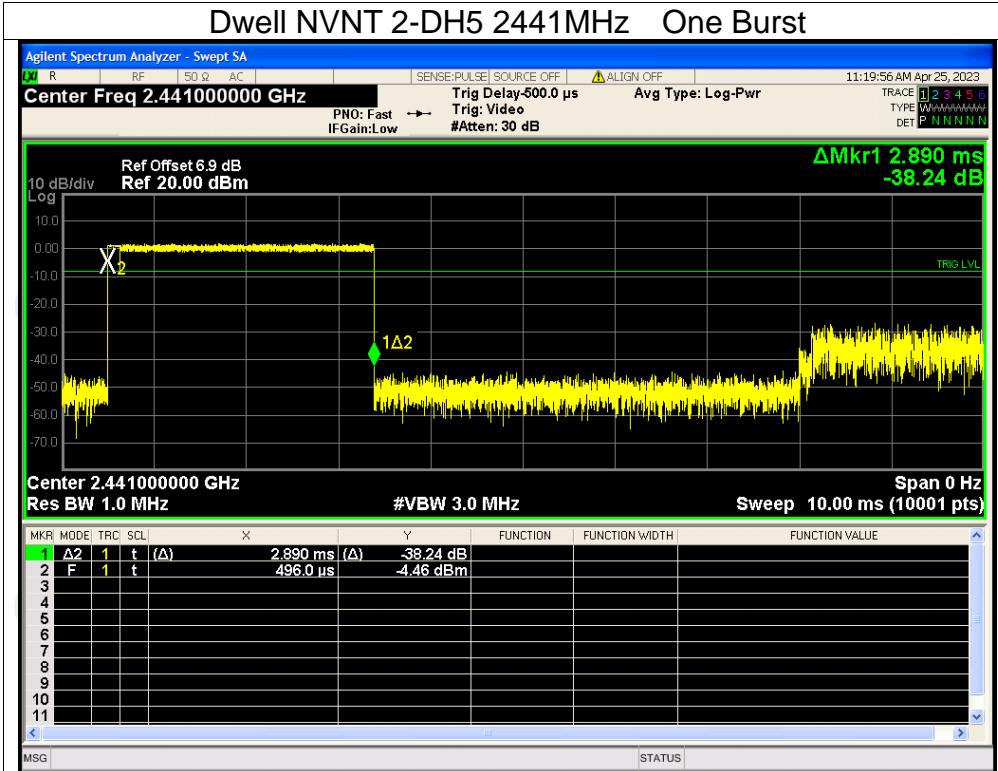 Dwell NVNT 2-DH5 2441MHz One Burst
Agilent Spectrum Analyzer - Swept SA
LXI R RF 50 Ω AC SENSE:PULSE SOURCE OFF ALIGN OFF 11:19:56 AM Apr 25, 2023
Center Freq 2.441000000 GHz Trig Delay-500.0 µs Avg Type: Log-Pwr TRACE 1 2 3 4 5 6
PNO: Fast Trig: Video TYPE W
IFGain:Low #Atten: 30 dB DET P N N N N N
ΔMkr1 2.890 ms
Ref Offset 6.9 dB
10 dB/div Ref 20.00 dBm -38.24 dB
Log
10.0
0.00
2
TRIG LVL
-10.0
-20.0
-30.0
1Δ2
-40.0
-50.0
-60.0
-70.0
Center 2.441000000 GHz Span 0 Hz
Res BW 1.0 MHz #VBW 3.0 MHz Sweep 10.00 ms (10001 pts)
MKR MODE TRC SCL X Y FUNCTION FUNCTION WIDTH FUNCTION VALUE
1 Δ2 1 t (Δ) 2.890 ms (Δ) -38.24 dB
2 F 1 t 496.0 µs -4.46 dBm
3
4
5
6
7
8
9
10
11
MSG STATUS